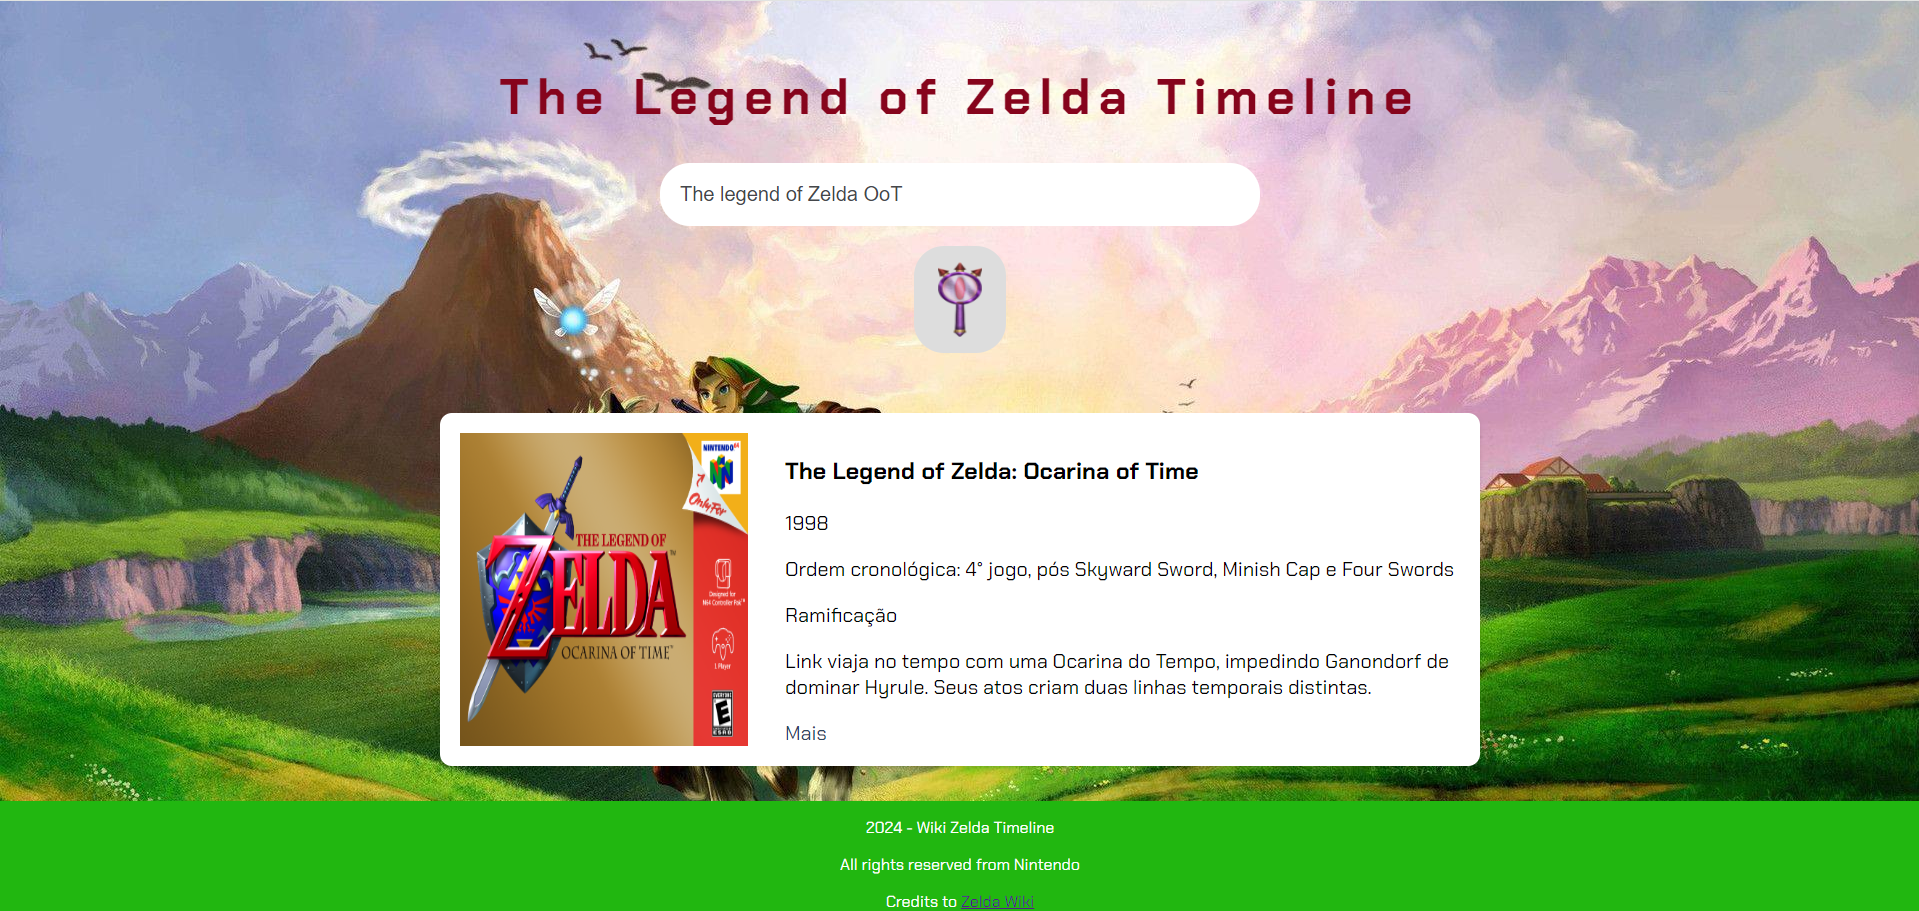 The Legend of Zelda Timeline
The legend of Zelda OoT
NINTENDO 64
Only For
THE LEGEND OF
ZELDA™
OCARINA OF TIME™
Designed for
N64 Controller Pak™
1 Player
EVERYONE
E
ESRB
The Legend of Zelda: Ocarina of Time
1998
Ordem cronológica: 4° jogo, pós Skyward Sword, Minish Cap e Four Swords
Ramificação
Link viaja no tempo com uma Ocarina do Tempo, impedindo Ganondorf de
dominar Hyrule. Seus atos criam duas linhas temporais distintas.
Mais
2024 - Wiki Zelda Timeline
All rights reserved from Nintendo
Credits to Zelda Wiki